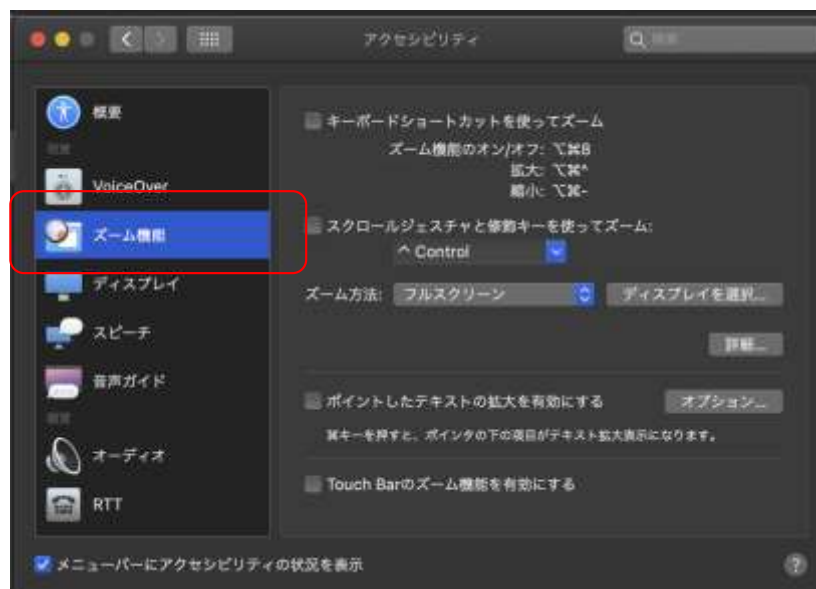 アクセシビリティ
概要
VoiceOver
ズーム機能
ディスプレイ
スピーチ
音声ガイド
オーディオ
RTT
キーボードショートカットを使ってズーム
ズーム機能のオン/オフ: ⌥⌘8
拡大: ⌥⌘^
縮小: ⌥⌘-
スクロールジェスチャと修飾キーを使ってズーム:
^ Control
ズーム方法: フルスクリーン ディスプレイを選択...
詳細...
ポイントしたテキストの拡大を有効にする オプション...
⌘キーを押すと、ポインタの下の項目がテキスト拡大表示になります。
Touch Barのズーム機能を有効にする
メニューバーにアクセシビリティの状況を表示 ?